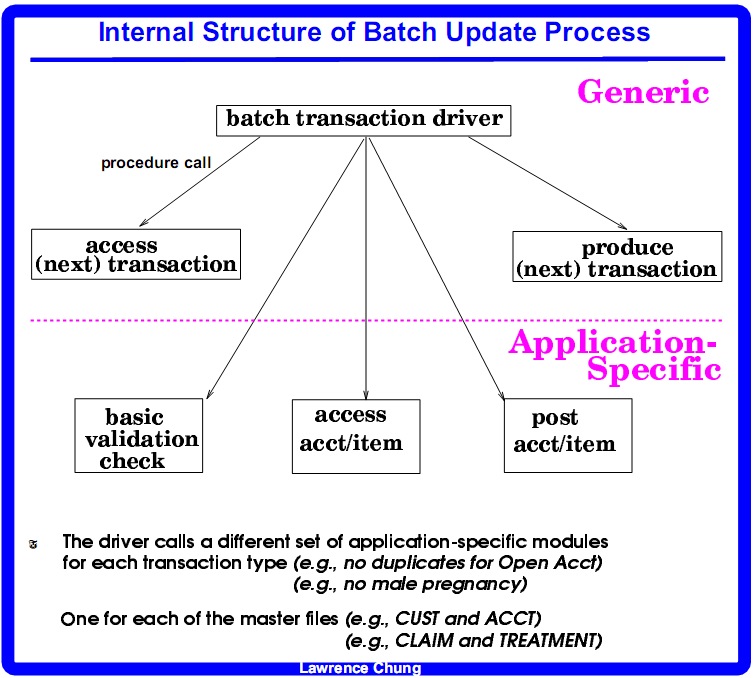 Internal Structure of Batch Update Process
Generic
batch transaction driver
procedure call
access
(next) transaction
produce
(next) transaction
Application-
Specific
basic
validation
check
access
acct/item
post
acct/item
The driver calls a different set of application-specific modules
for each transaction type (e.g., no duplicates for Open Acct)
(e.g., no male pregnancy)
One for each of the master files (e.g., CUST and ACCT)
(e.g., CLAIM and TREATMENT)
Lawrence Chung